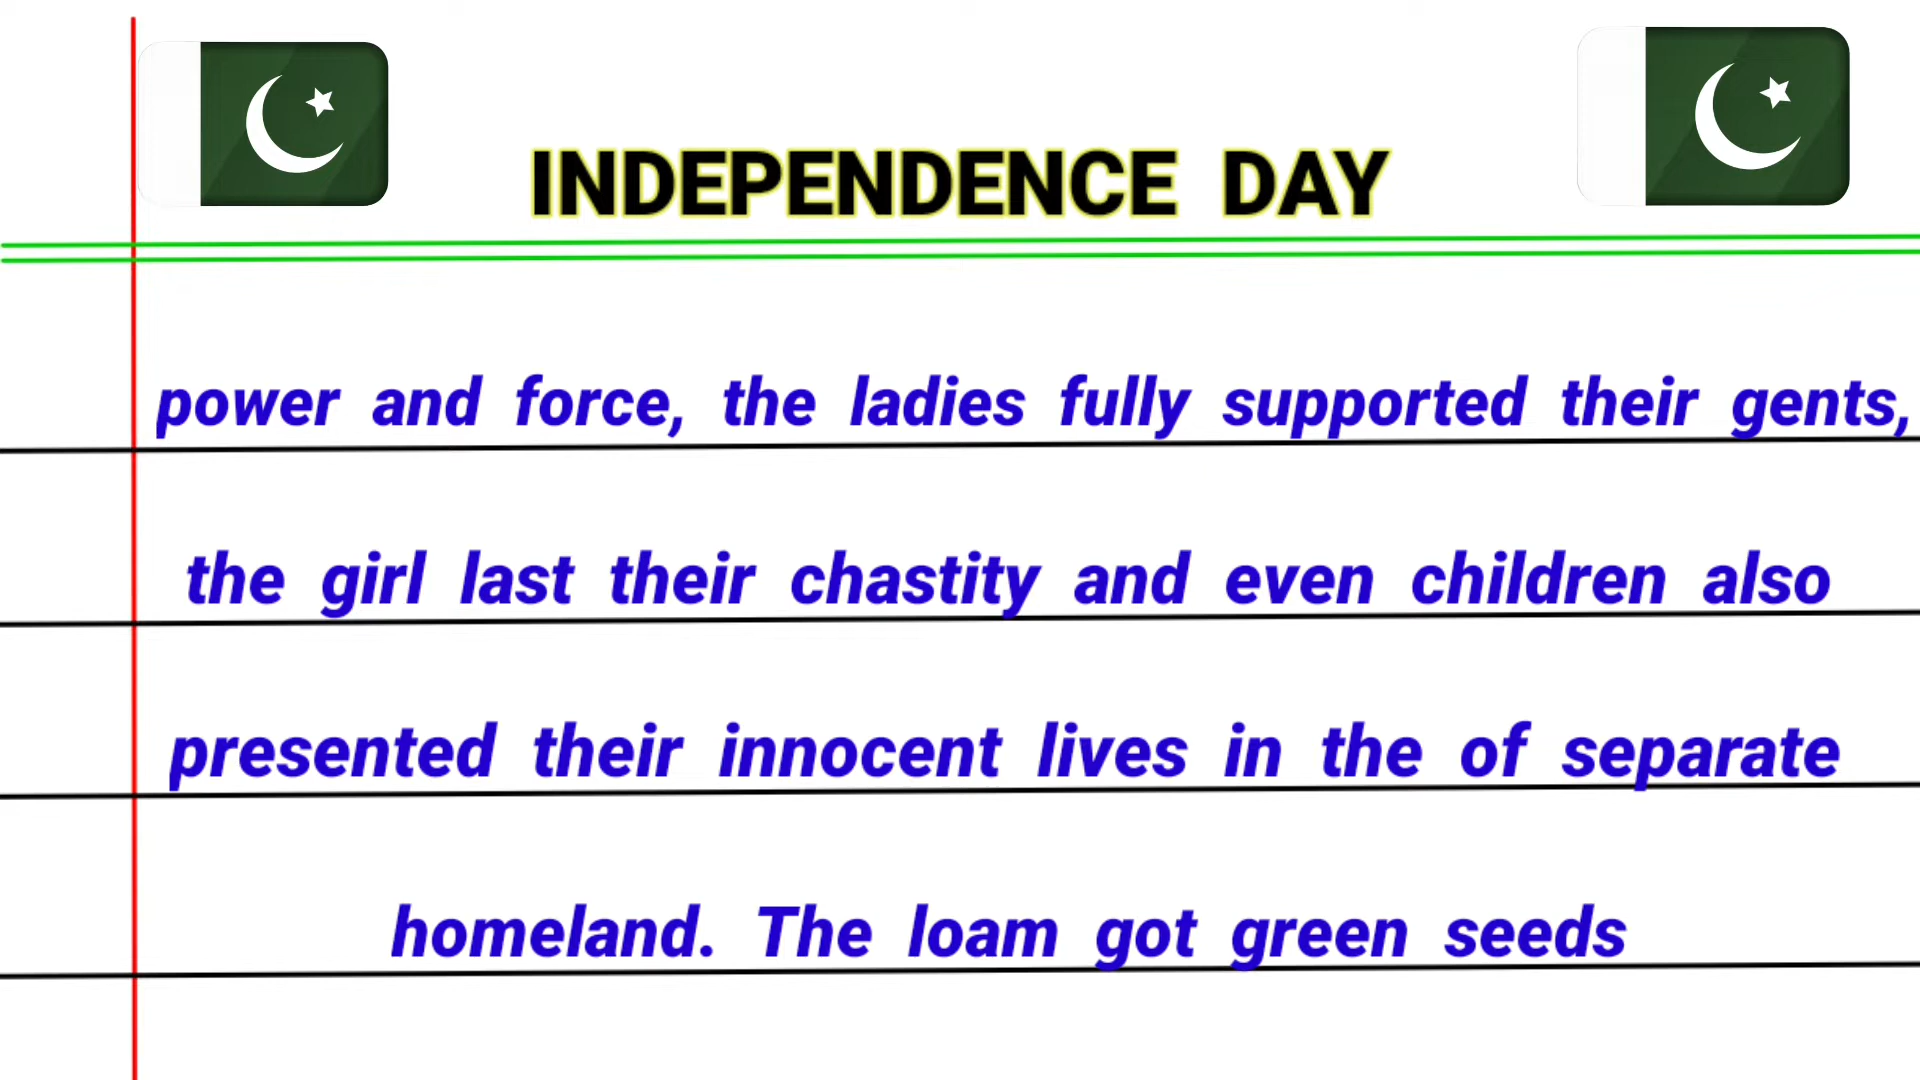 INDEPENDENCE DAY
power and force, the ladies fully supported their gents,
the girl last their chastity and even children also
presented their innocent lives in the of separate
homeland. The loam got green seeds